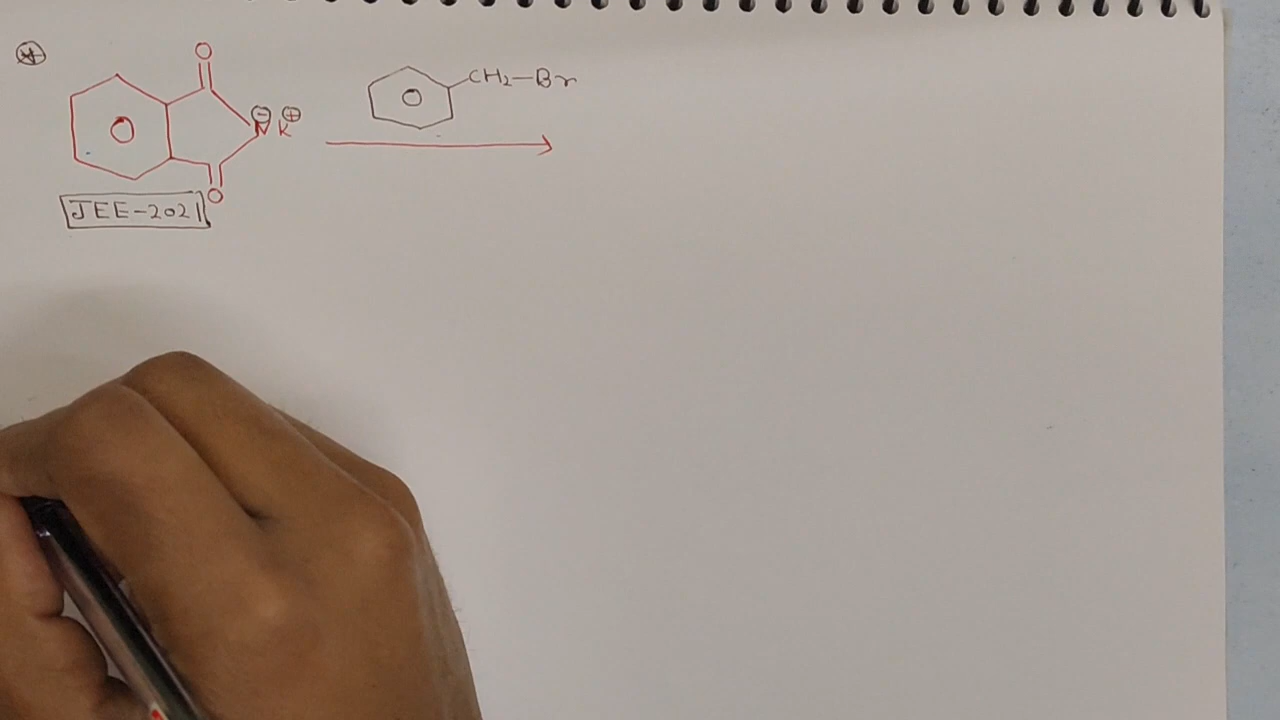 O
CH₂-Br
N⊖ K⊕
O
JEE-2021